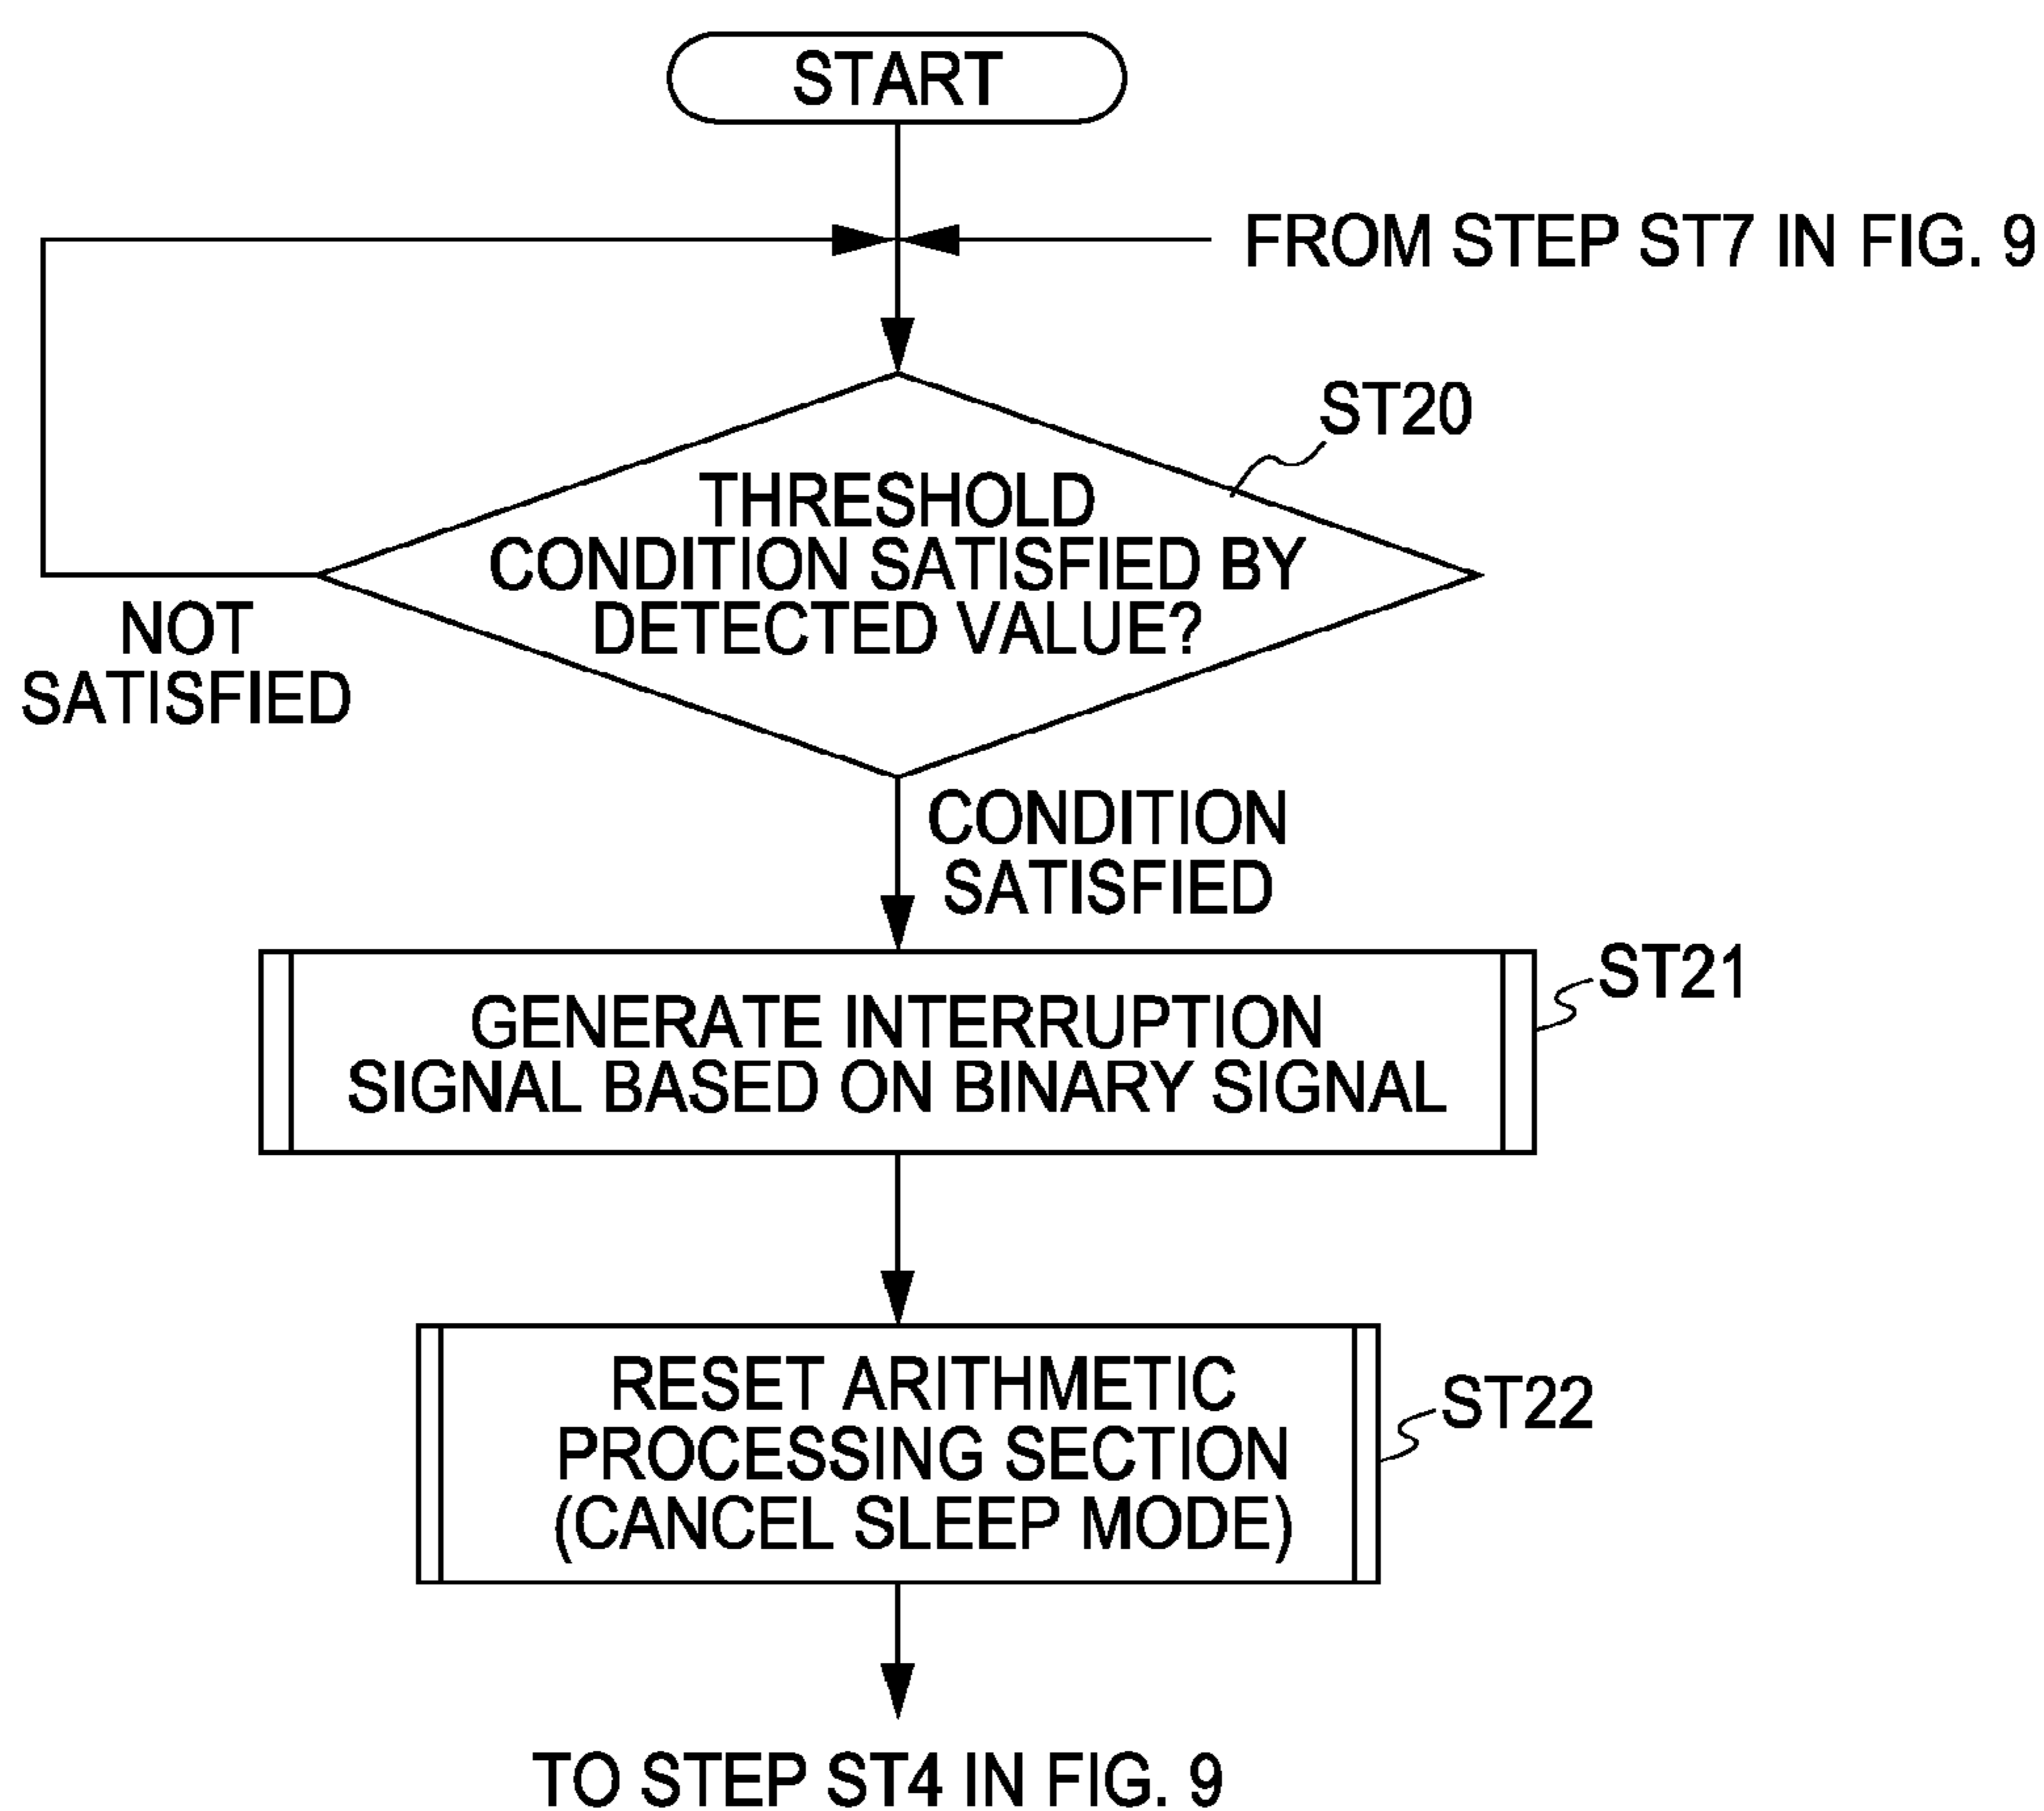 START
FROM STEP ST7 IN FIG. 9
ST20
THRESHOLD
CONDITION SATISFIED BY
DETECTED VALUE?
NOT
SATISFIED
CONDITION
SATISFIED
ST21
GENERATE INTERRUPTION
SIGNAL BASED ON BINARY SIGNAL
RESET ARITHMETIC
PROCESSING SECTION
(CANCEL SLEEP MODE)
ST22
TO STEP ST4 IN FIG. 9